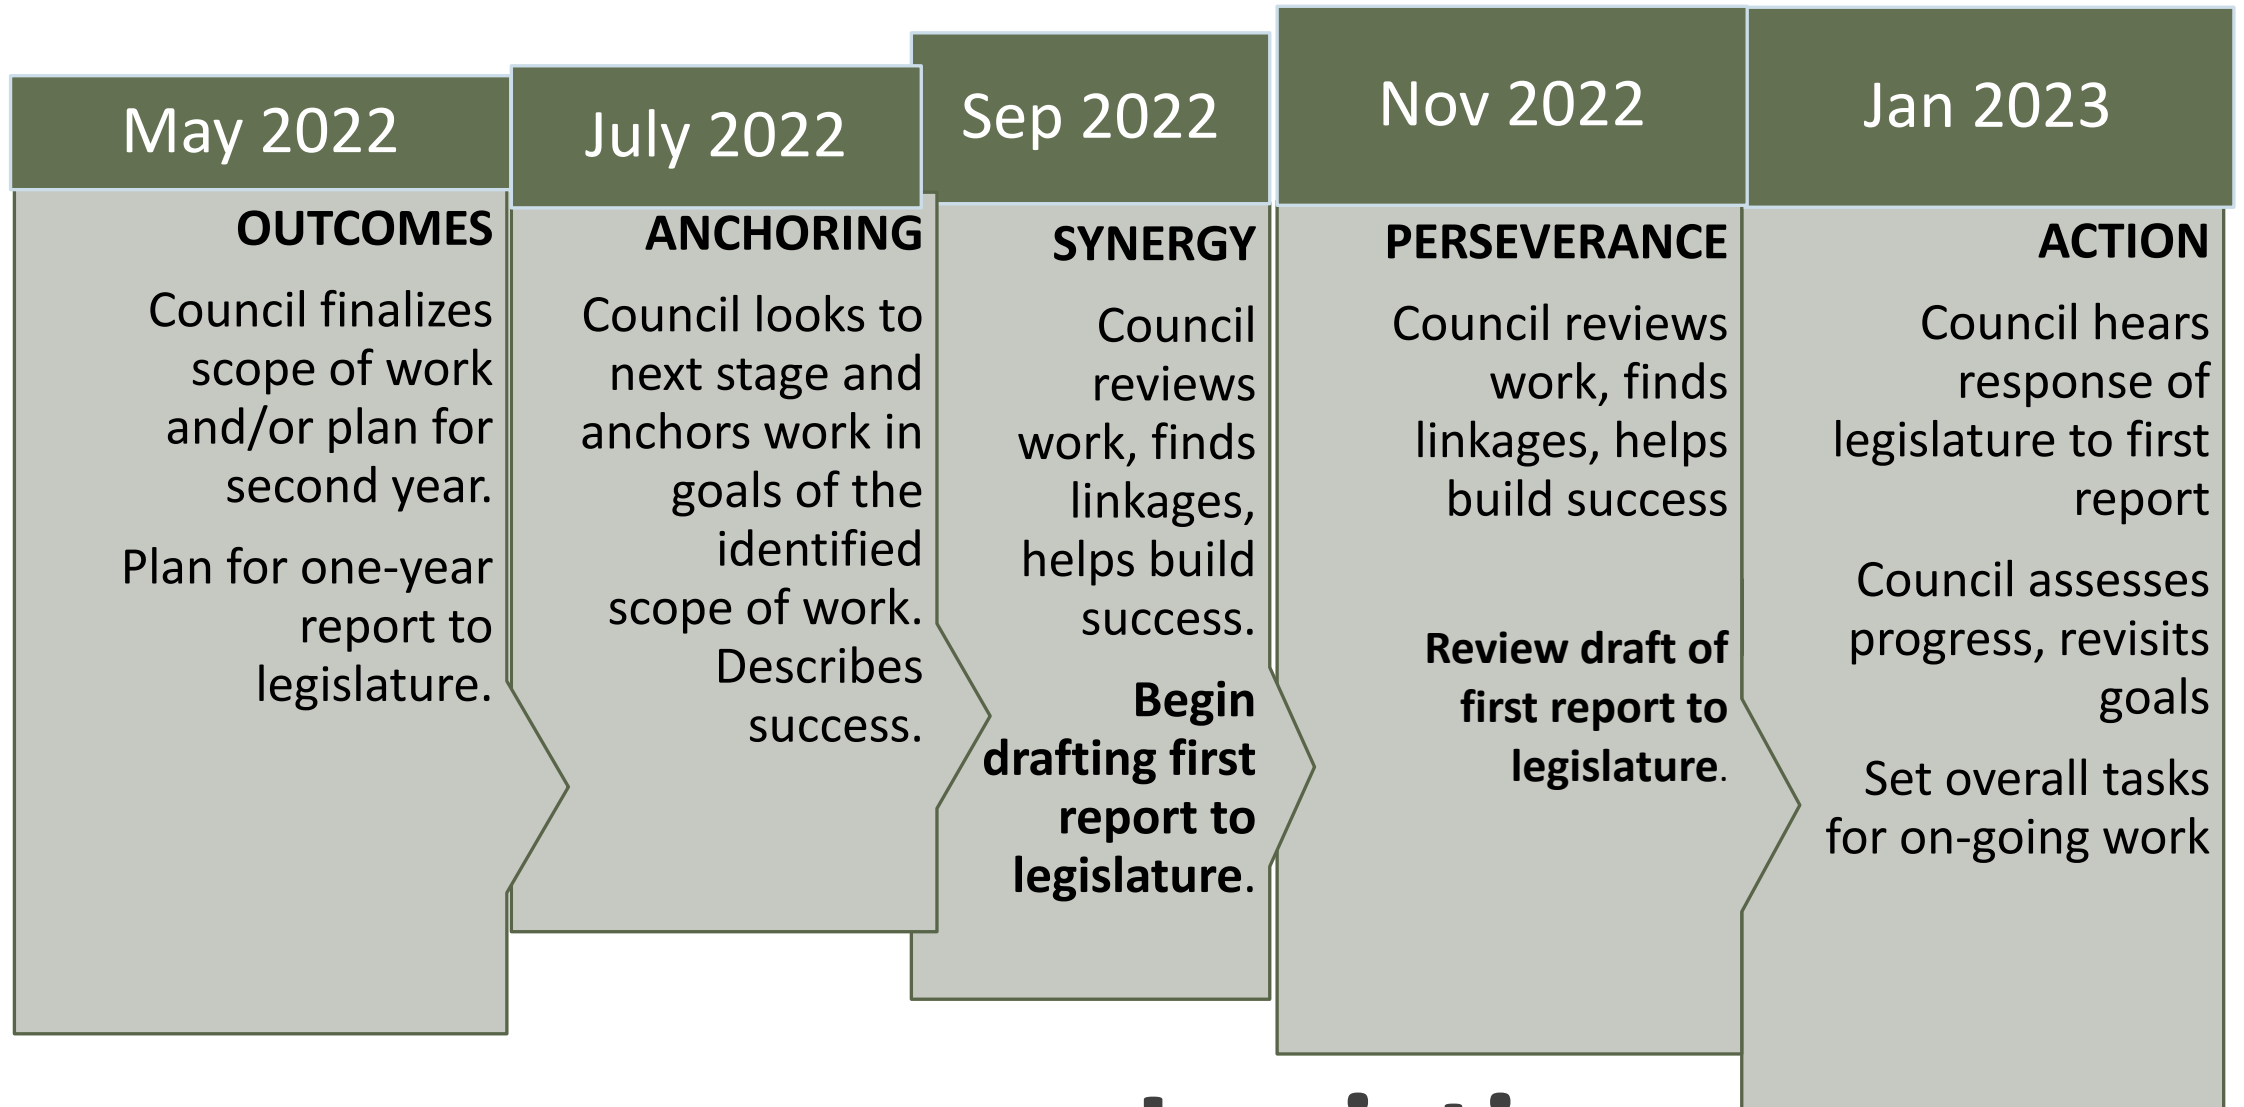 May 2022
OUTCOMES
Council finalizes
scope of work
and/or plan for
second year.
Plan for one-year
report to
legislature.
July 2022
ANCHORING
Council looks to
next stage and
anchors work in
goals of the
identified
scope of work.
Describes
success.
Sep 2022
SYNERGY
Council
reviews
work, finds
linkages,
helps build
success.
Begin
drafting first
report to
legislature.
Nov 2022
PERSEVERANCE
Council reviews
work, finds
linkages, helps
build success
Review draft of
first report to
legislature.
Jan 2023
ACTION
Council hears
response of
legislature to first
report
Council assesses
progress, revisits
goals
Set overall tasks
for on-going work